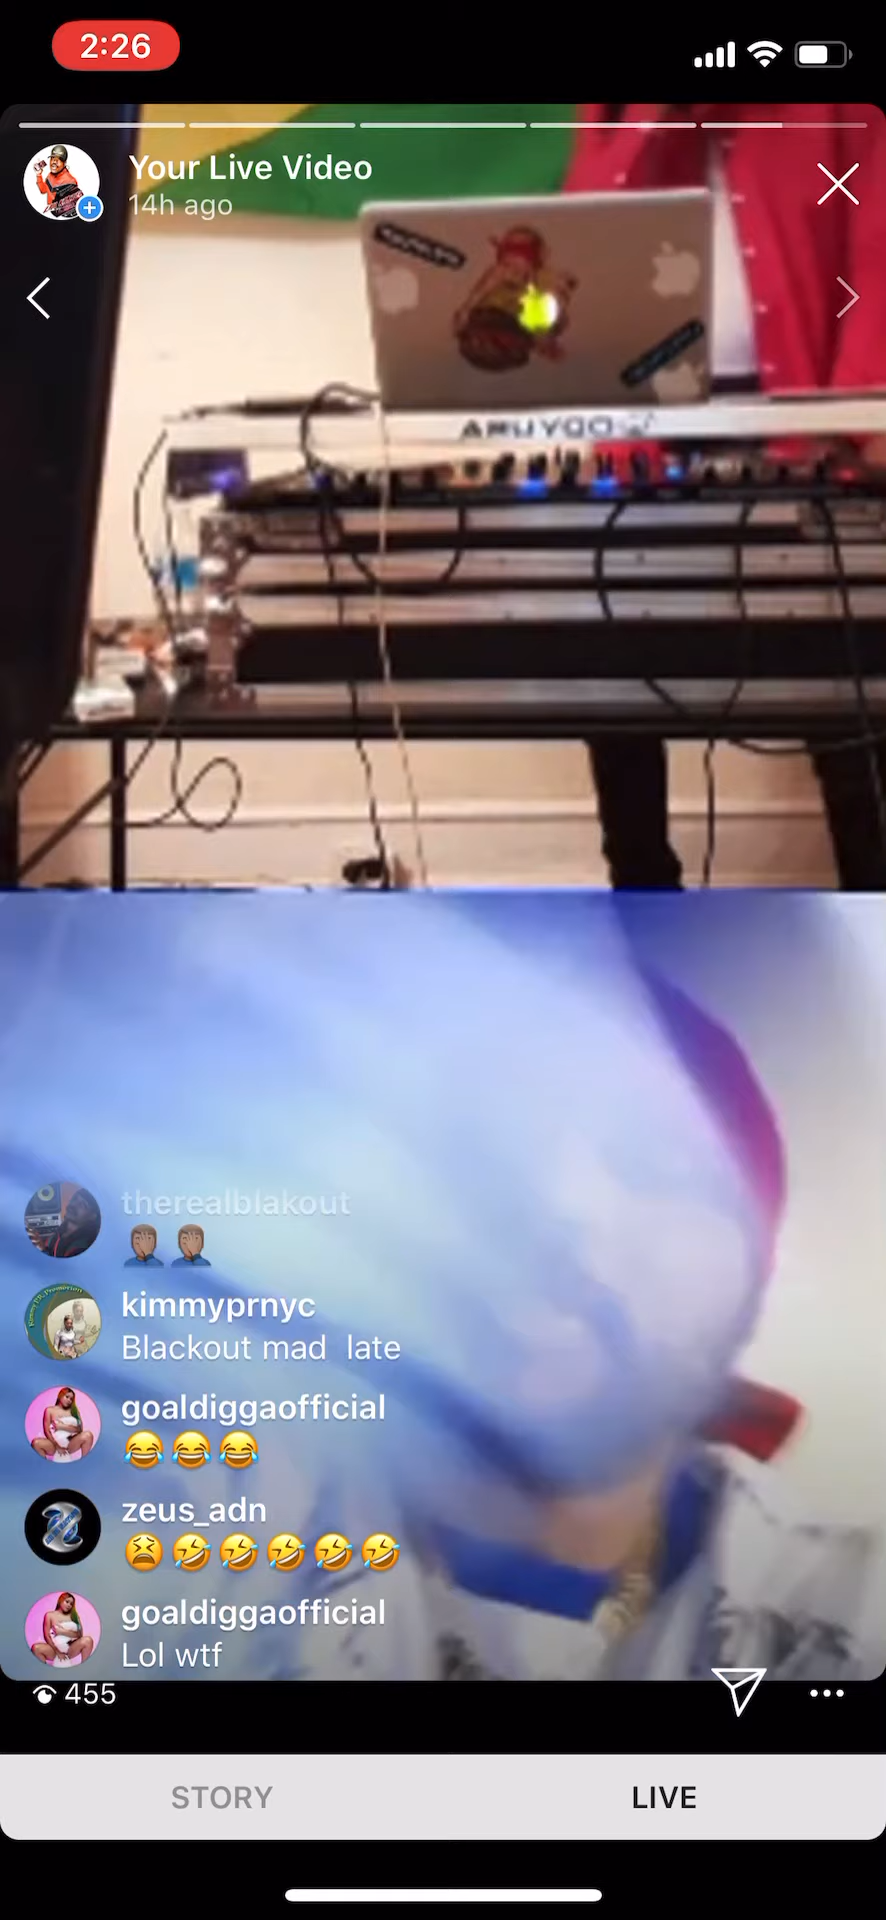 2:26
Your Live Video
14h ago
therealblakout
🤦🏾‍♂️🤦🏾‍♂️
kimmyprnyc
Blackout mad late
goaldiggaofficial
😂😂😂
zeus_adn
😫🤣🤣🤣🤣🤣
goaldiggaofficial
Lol wtf
455
STORY
LIVE